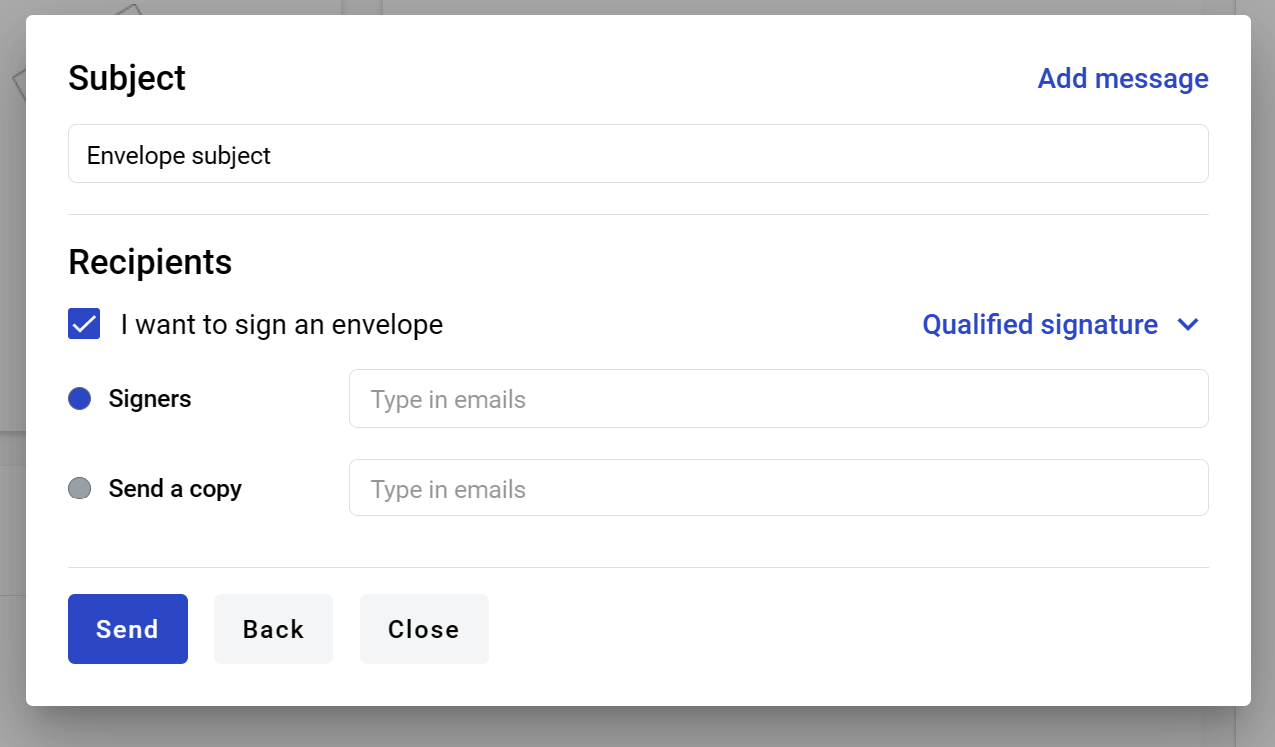 Subject
Add message
Envelope subject
Recipients
I want to sign an envelope
Qualified signature
Signers
Type in emails
Send a copy
Type in emails
Send
Back
Close